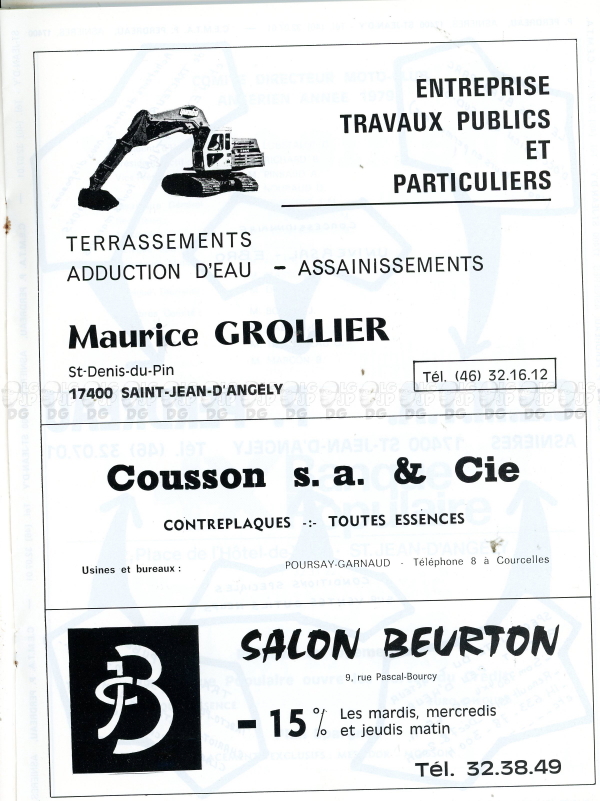 ENTREPRISE
TRAVAUX PUBLICS
ET
PARTICULIERS
TERRASSEMENTS
ADDUCTION D'EAU - ASSAINISSEMENTS
Maurice GROLLIER
St-Denis-du-Pin
17400 SAINT-JEAN-D'ANGÉLY
Tél. (46) 32.16.12
Cousson s. a. & Cie
CONTREPLAQUES -:- TOUTES ESSENCES
Usines et bureaux : POURSAY-GARNAUD - Téléphone 8 à Courcelles
SALON BEURTON
9, rue Pascal-Bourcy
- 15% Les mardis, mercredis
et jeudis matin
Tél. 32.38.49